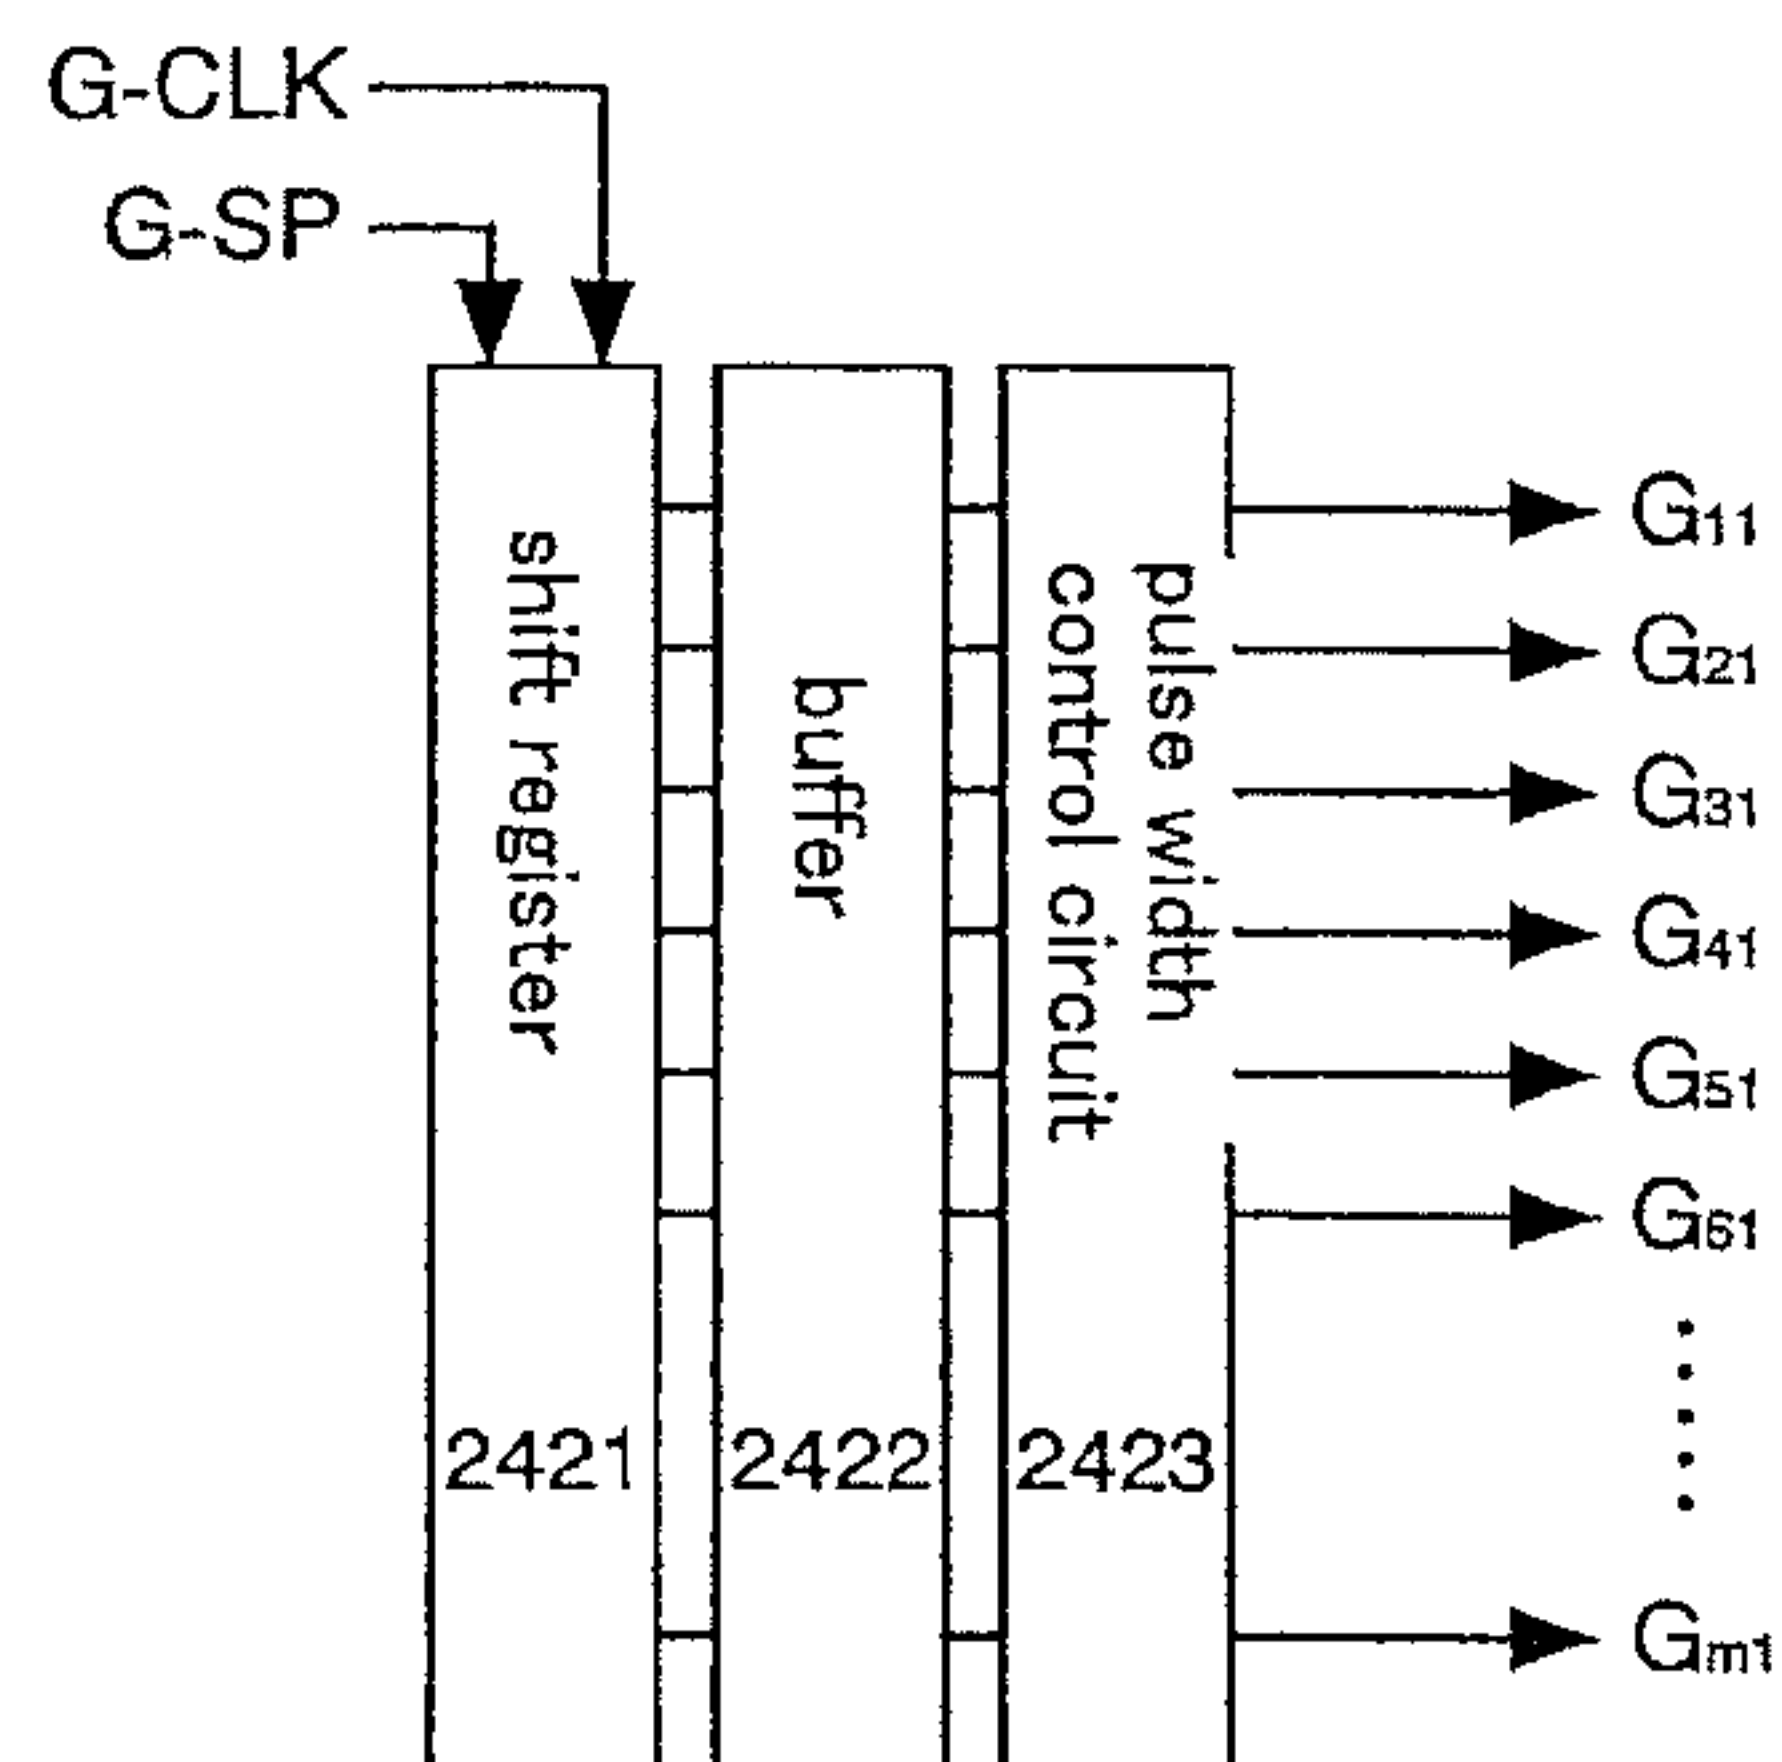 G-CLK
G-SP
shift register
buffer
pulse width
control circuit
G11
G21
G31
G41
G51
G61
2421
2422
2423
Gm1